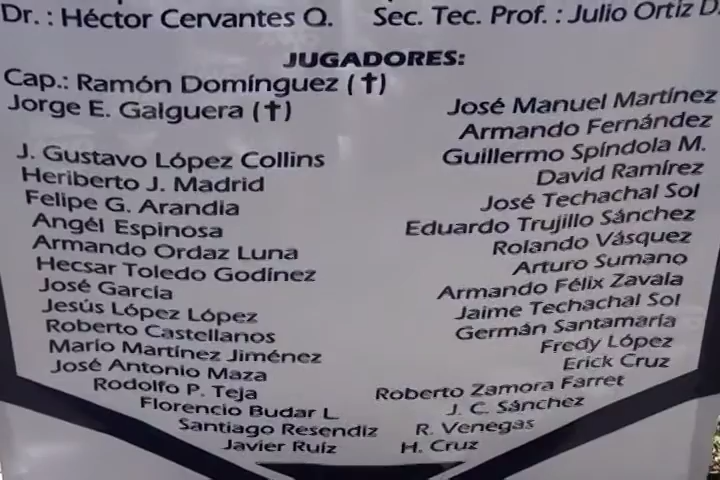 Dr. : Héctor Cervantes Q.
Sec. Tec. Prof. : Julio Ortiz D.
JUGADORES:
Cap.: Ramón Domínguez (✝)
Jorge E. Galguera (✝)
J. Gustavo López Collins
Heriberto J. Madrid
Felipe G. Arandia
Angél Espinosa
Armando Ordaz Luna
Hecsar Toledo Godínez
José García
Jesús López López
Roberto Castellanos
Mario Martínez Jiménez
José Antonio Maza
Rodolfo P. Teja
Florencio Budar L
Santiago Resendiz
Javier Ruíz
José Manuel Martínez
Armando Fernández
Guillermo Spíndola M.
David Ramírez
José Techachal Sol
Eduardo Trujillo Sánchez
Rolando Vásquez
Arturo Sumano
Armando Félix Zavala
Jaime Techachal Sol
Germán Santamaría
Fredy López
Erick Cruz
Roberto Zamora Farret
J. C. Sánchez
R. Venegas
H. Cruz